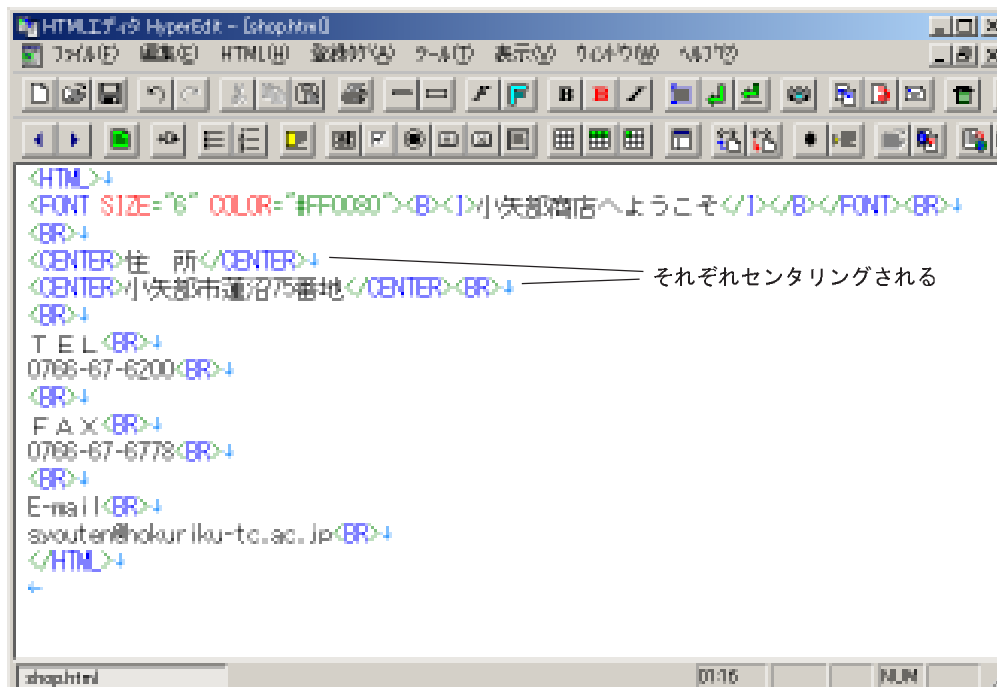 HTMLエディタ HyperEdit - [shop.html]
ファイル(F) 編集(E) HTML(H) 登録タグ(A) ツール(T) 表示(V) ウィンドウ(W) ヘルプ(?)
<HTML>↓
<FONT SIZE="6" COLOR="#FF0080"><B><I>小矢部商店へようこそ</I></B></FONT><BR>↓
<BR>↓
<CENTER>住　所</CENTER>↓
<CENTER>小矢部市蓮沼75番地</CENTER><BR>↓
それぞれセンタリングされる
<BR>↓
ＴＥＬ<BR>↓
0766-67-6200<BR>↓
<BR>↓
ＦＡＸ<BR>↓
0766-67-6778<BR>↓
<BR>↓
E-mail<BR>↓
syouten@hokuriku-tc.ac.jp<BR>↓
</HTML>↓
←
shop.html 01:16 NUM